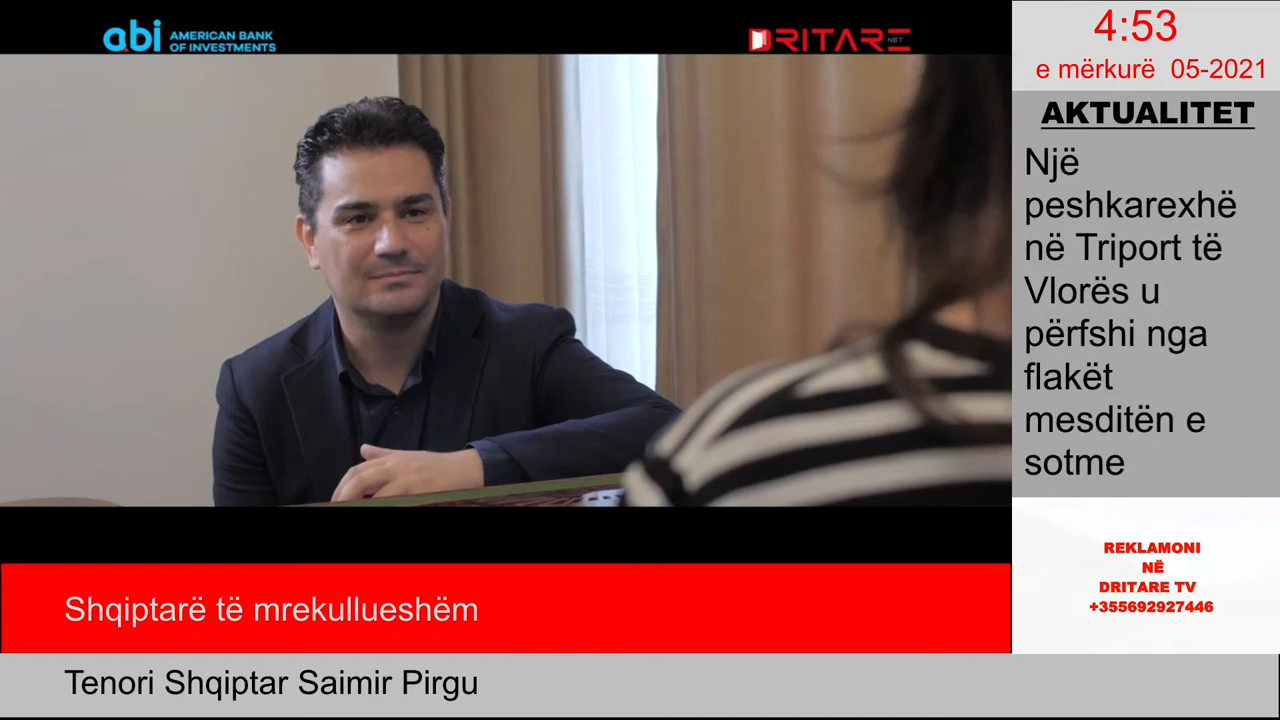 abi AMERICAN BANK
OF INVESTMENTS
DRITARE
NET
4:53
e mërkurë 05-2021
AKTUALITET
Një
peshkarexhë
në Triport të
Vlorës u
përfshi nga
flakët
mesditën e
sotme
REKLAMONI
NË
DRITARE TV
+355692927446
Shqiptarë të mrekullueshëm
Tenori Shqiptar Saimir Pirgu